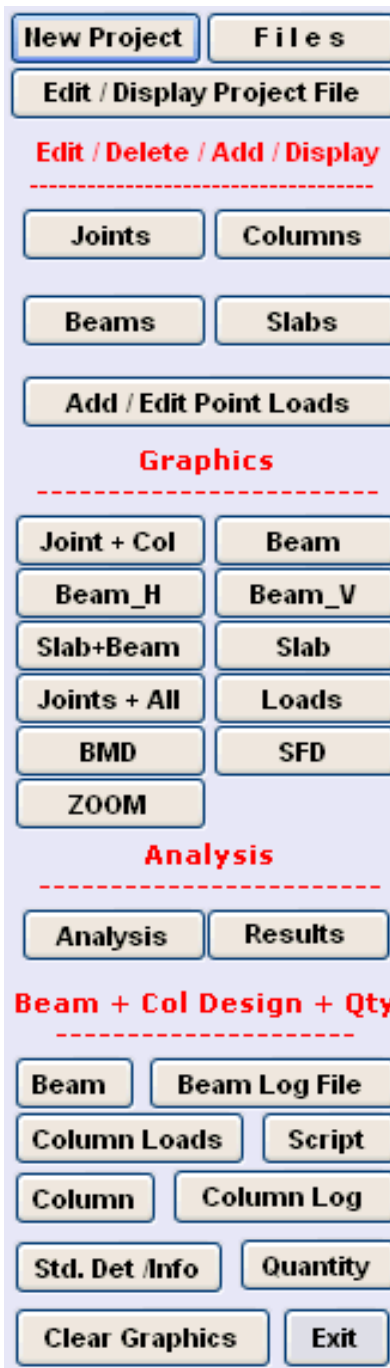 New Project Files
Edit / Display Project File
Edit / Delete / Add / Display
-----------------------------------
Joints Columns
Beams Slabs
Add / Edit Point Loads
Graphics
-------------------------
Joint + Col Beam
Beam_H Beam_V
Slab+Beam Slab
Joints + All Loads
BMD SFD
ZOOM
Analysis
-------------------------
Analysis Results
Beam + Col Design + Qty
----------------------
Beam Beam Log File
Column Loads Script
Column Column Log
Std. Det /Info Quantity
Clear Graphics Exit